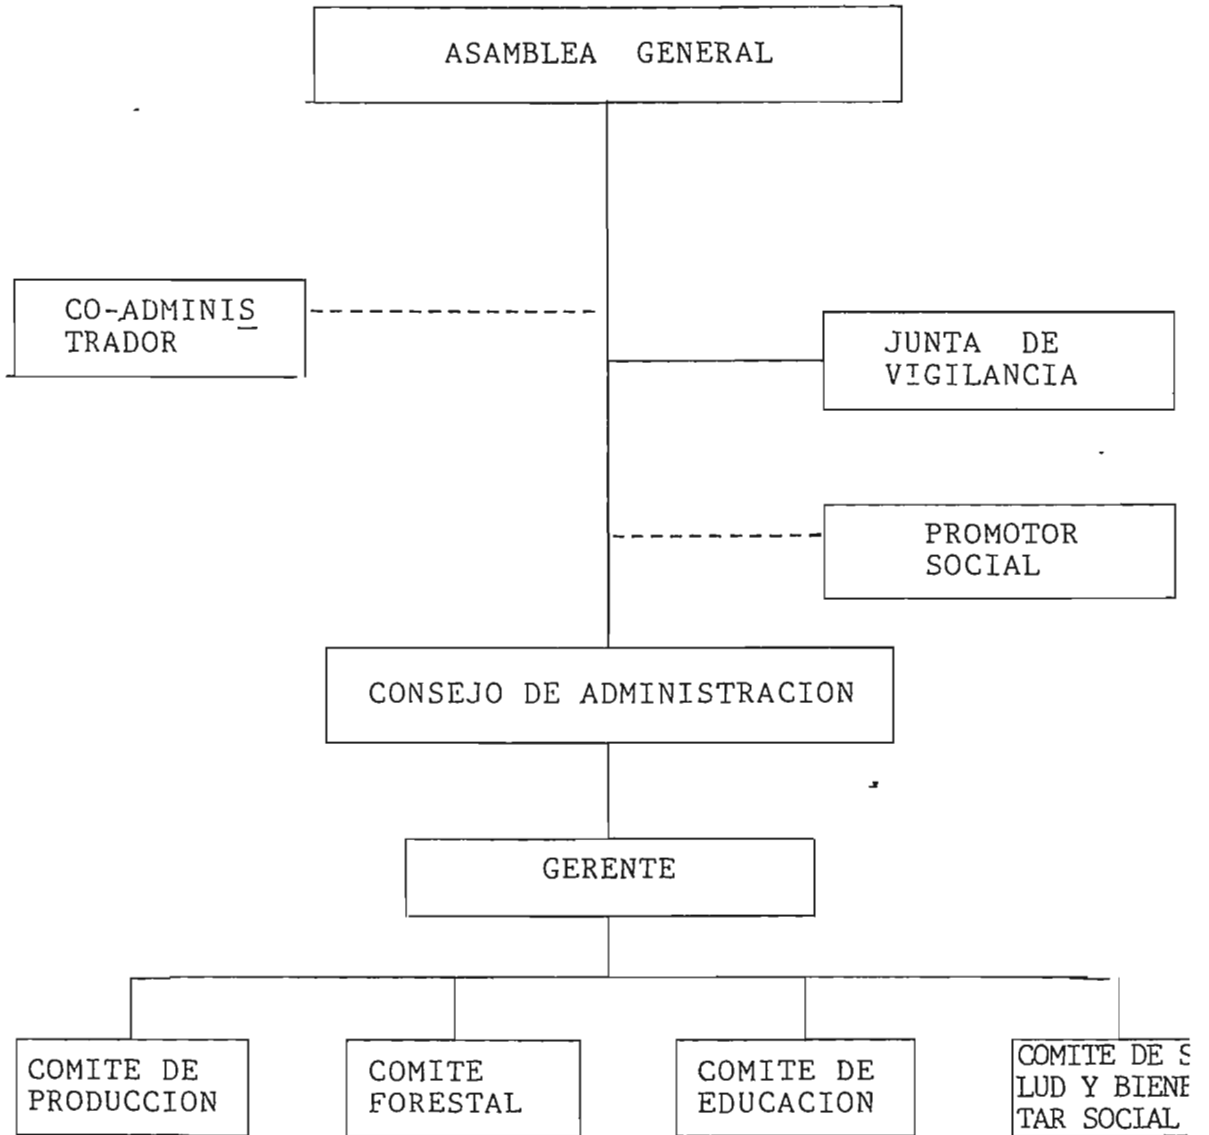 ASAMBLEA GENERAL
CO-ADMINIS
TRADOR
JUNTA DE
VIGILANCIA
PROMOTOR
SOCIAL
CONSEJO DE ADMINISTRACION
GERENTE
COMITE DE
PRODUCCION
COMITE
FORESTAL
COMITE DE
EDUCACION
COMITE DE
LUD Y
TAR SOCIAL